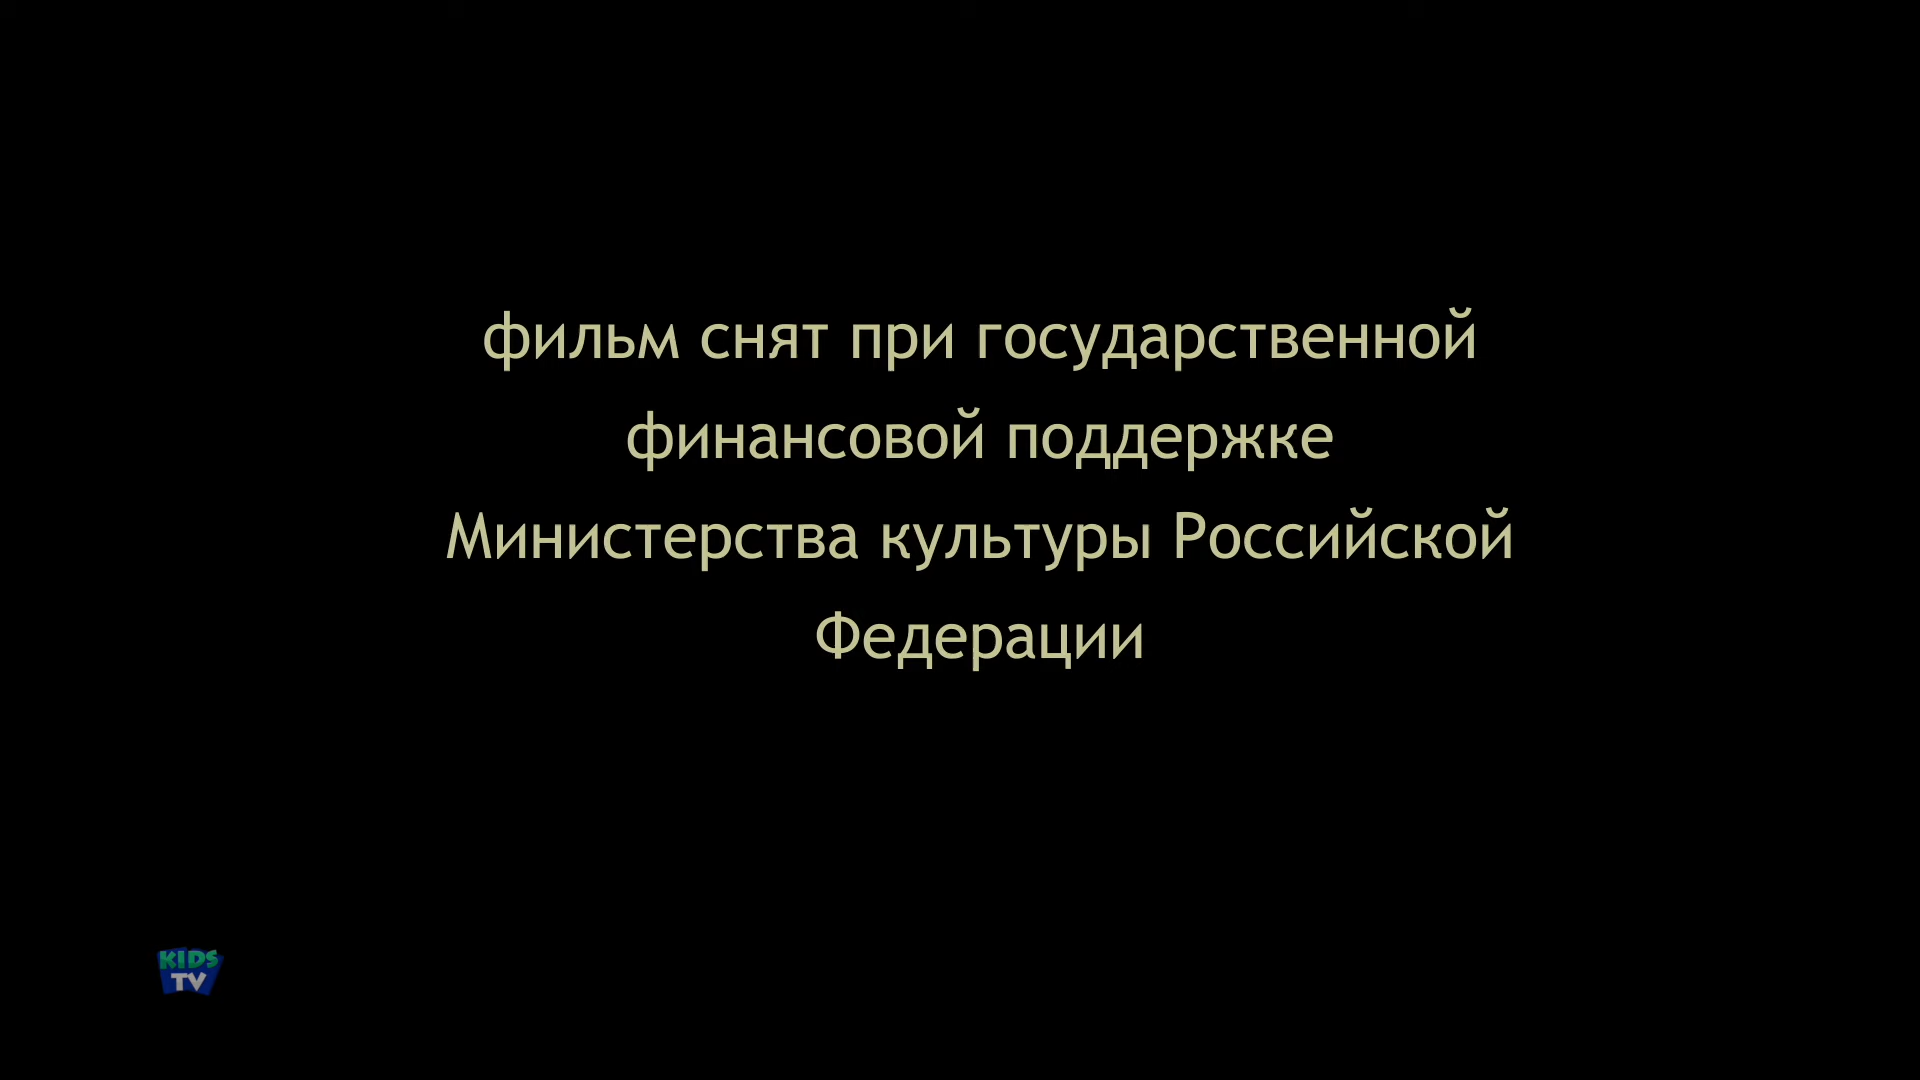 фильм снят при государственной
финансовой поддержке
Министерства культуры Российской
Федерации
KIDS
TV